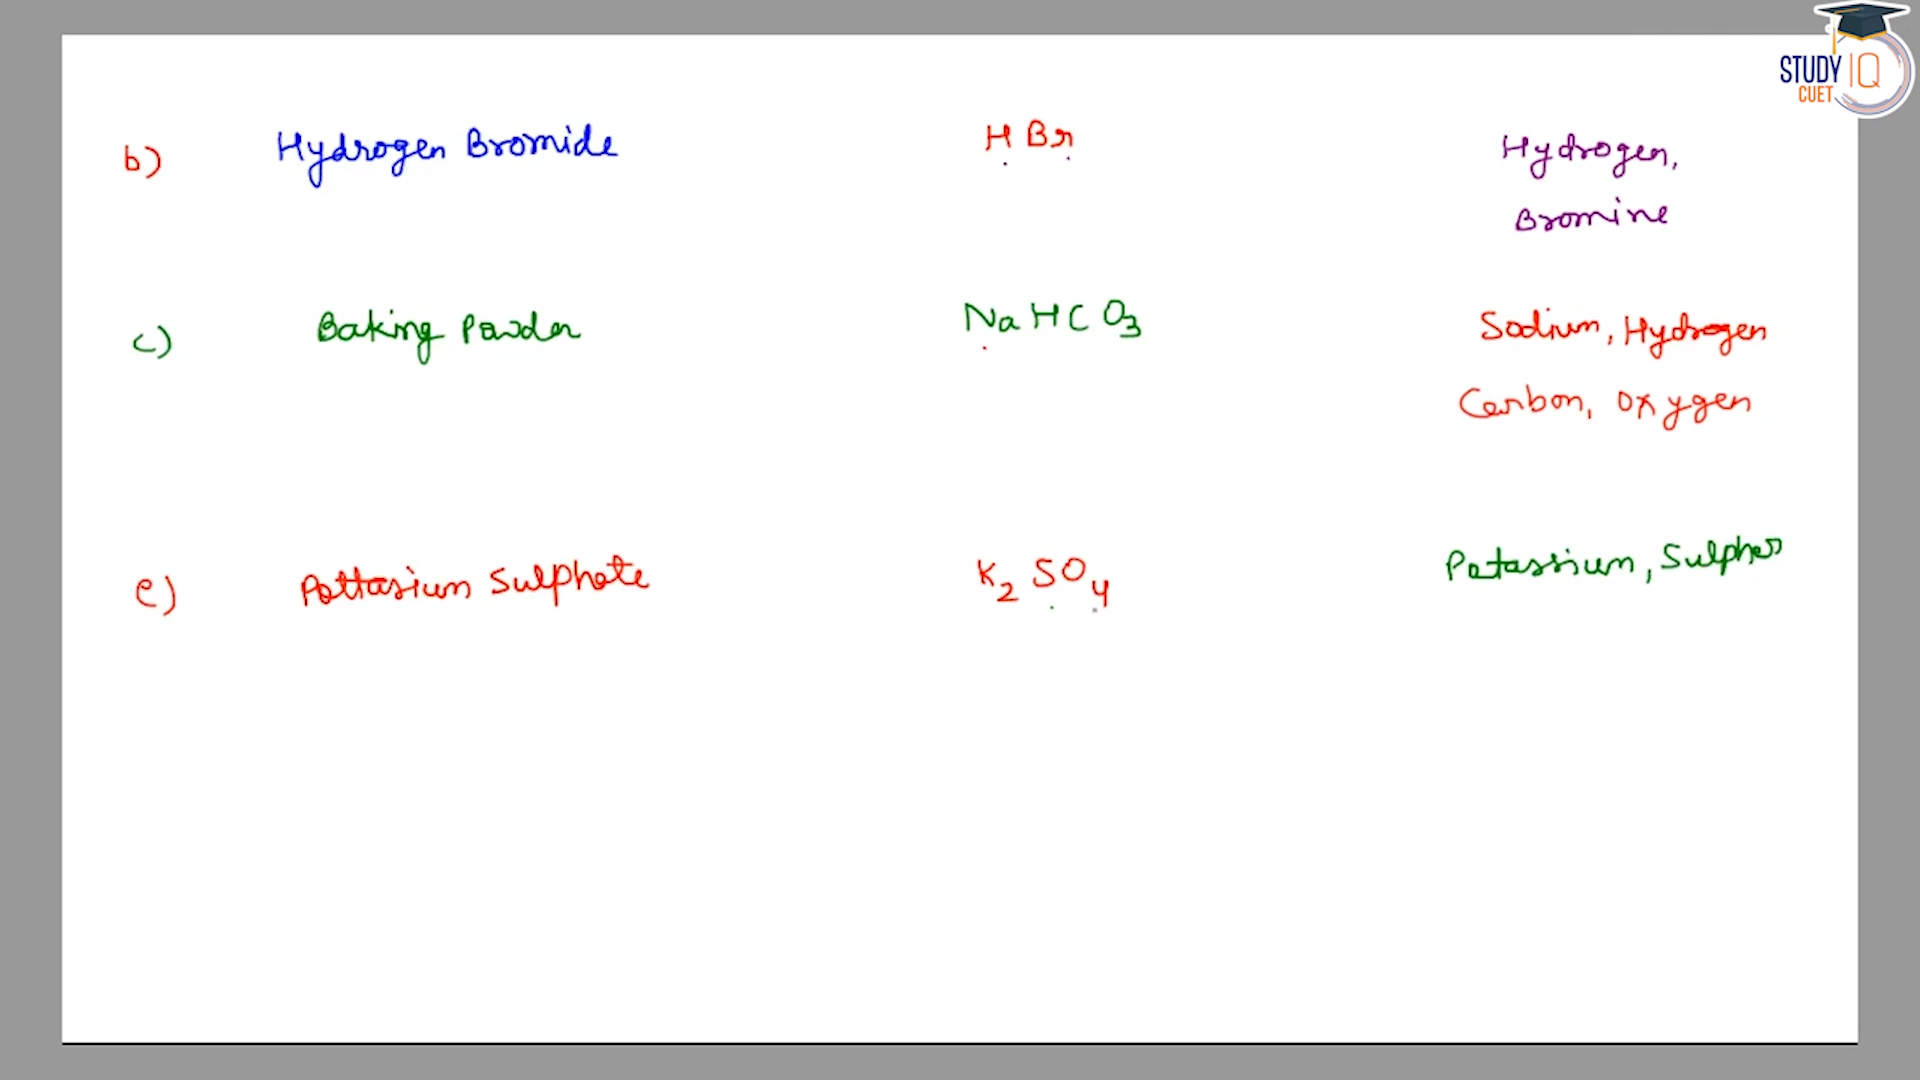 STUDY IQ
CUET
b) Hydrogen Bromide HBr Hydrogen,
Bromine
c) Baking Powder NaHCO3 Sodium, Hydrogen
Carbon, Oxygen
e) Pottasium Sulphate K2SO4 Potassium, Sulpher